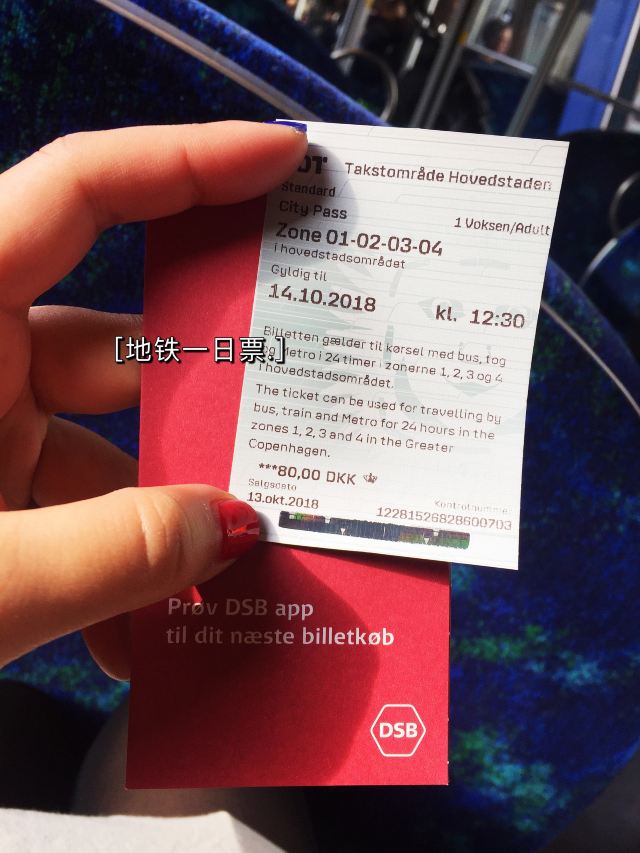 DT Takstområde Hovedstaden
Standard
City Pass
1 Voksen/Adult
Zone 01-02-03-04
i hovedstadsområdet
Gyldig til
14.10.2018 kl. 12:30
[地铁一日票.]
Billetten gælder til kørsel med bus, tog
og Metro i 24 timer i zonerne 1, 2, 3 og 4
i hovedstadsområdet.
The ticket can be used for travelling by
bus, train and Metro for 24 hours in the
zones 1, 2, 3 and 4 in the Greater
Copenhagen.
***80,00 DKK
Salgsdato
13.okt.2018
Kontrolnummer
12281526828600703
Prøv DSB app
til dit næste billetkøb
DSB